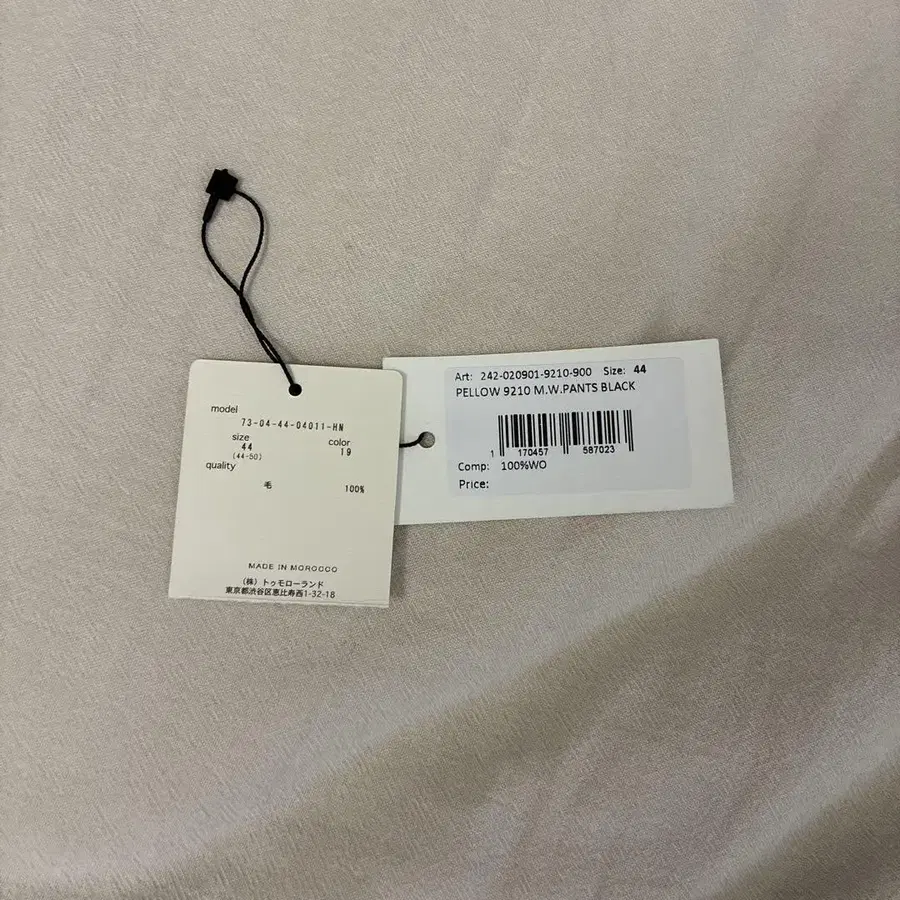 model
73-04-44-04011-HN
size color
44 19
(44-50)
quality
毛 100%
MADE IN MOROCCO
(株)トゥモローランド
東京都渋谷区恵比寿西1-32-18
Art: 242-020901-9210-900 Size: 44
PELLOW 9210 M.W.PANTS BLACK
1 170457 587023
Comp: 100%WO
Price: